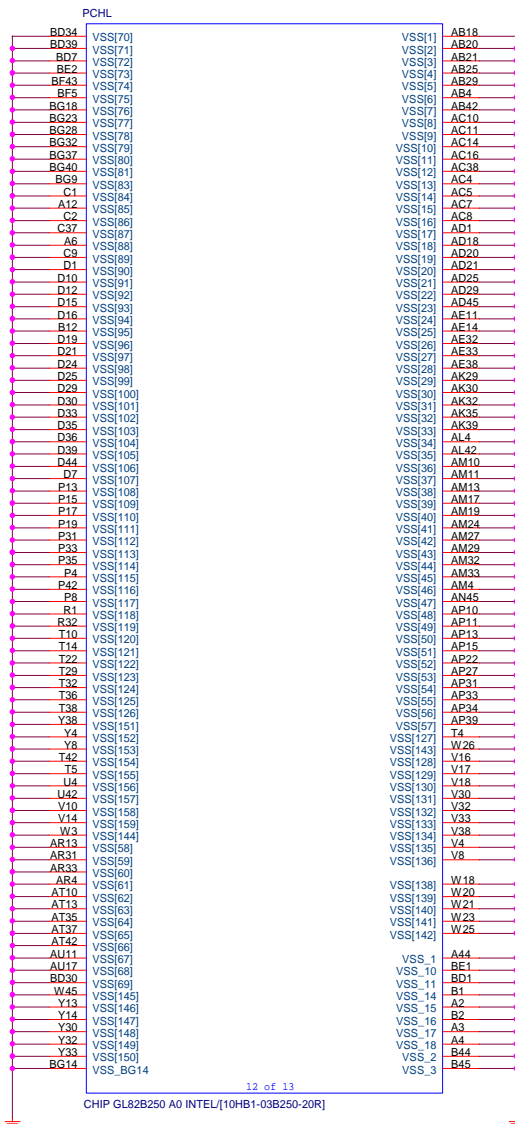 PCHL
BD34 VSS[70] VSS[1] AB18
BD39 VSS[71] VSS[2] AB20
BD7 VSS[72] VSS[3] AB21
BE2 VSS[73] VSS[4] AB25
BF43 VSS[74] VSS[5] AB29
BF5 VSS[75] VSS[6] AB4
BG18 VSS[76] VSS[7] AB42
BG23 VSS[77] VSS[8] AC10
BG28 VSS[78] VSS[9] AC11
BG32 VSS[79] VSS[10] AC14
BG37 VSS[80] VSS[11] AC16
BG40 VSS[81] VSS[12] AC38
BG9 VSS[83] VSS[13] AC4
C1 VSS[84] VSS[14] AC5
A12 VSS[85] VSS[15] AC7
C2 VSS[86] VSS[16] AC8
C37 VSS[87] VSS[17] AD1
A6 VSS[88] VSS[18] AD18
C9 VSS[89] VSS[19] AD20
D1 VSS[90] VSS[20] AD21
D10 VSS[91] VSS[21] AD25
D12 VSS[92] VSS[22] AD29
D15 VSS[93] VSS[23] AD45
D16 VSS[94] VSS[24] AE11
B12 VSS[95] VSS[25] AE14
D19 VSS[96] VSS[26] AE32
D21 VSS[97] VSS[27] AE33
D24 VSS[98] VSS[28] AE38
D25 VSS[99] VSS[29] AK29
D29 VSS[100] VSS[30] AK30
D30 VSS[101] VSS[31] AK32
D33 VSS[102] VSS[32] AK35
D35 VSS[103] VSS[33] AK39
D36 VSS[104] VSS[34] AL4
D39 VSS[105] VSS[35] AL42
D44 VSS[106] VSS[36] AM10
D7 VSS[107] VSS[37] AM11
P13 VSS[108] VSS[38] AM13
P15 VSS[109] VSS[39] AM17
P17 VSS[110] VSS[40] AM19
P19 VSS[111] VSS[41] AM24
P31 VSS[112] VSS[42] AM27
P33 VSS[113] VSS[43] AM29
P35 VSS[114] VSS[44] AM32
P4 VSS[115] VSS[45] AM33
P42 VSS[116] VSS[46] AM4
P8 VSS[117] VSS[47] AN45
R1 VSS[118] VSS[48] AP10
R32 VSS[119] VSS[49] AP11
T10 VSS[120] VSS[50] AP13
T14 VSS[121] VSS[51] AP15
T22 VSS[122] VSS[52] AP22
T29 VSS[123] VSS[53] AP27
T32 VSS[124] VSS[54] AP31
T36 VSS[125] VSS[55] AP33
T38 VSS[126] VSS[56] AP34
Y38 VSS[151] VSS[57] AP39
Y4 VSS[152] VSS[127] T4
Y8 VSS[153] VSS[143] W26
T42 VSS[154] VSS[128] V16
T5 VSS[155] VSS[129] V17
U4 VSS[156] VSS[130] V18
U42 VSS[157] VSS[131] V30
V10 VSS[158] VSS[132] V32
V14 VSS[159] VSS[133] V33
W3 VSS[144] VSS[134] V38
AR13 VSS[58] VSS[135] V4
AR31 VSS[59] VSS[136] V8
AR33 VSS[60]
AR4 VSS[61] VSS[138] W18
AT10 VSS[62] VSS[139] W20
AT13 VSS[63] VSS[140] W21
AT35 VSS[64] VSS[141] W23
AT37 VSS[65] VSS[142] W25
AT42 VSS[66]
AU11 VSS[67] VSS_1 A44
AU17 VSS[68] VSS_10 BE1
BD30 VSS[69] VSS_11 BD1
W45 VSS[145] VSS_14 B1
Y13 VSS[146] VSS_15 A2
Y14 VSS[147] VSS_16 B2
Y30 VSS[148] VSS_17 A3
Y32 VSS[149] VSS_18 A4
Y33 VSS[150] VSS_2 B44
BG14 VSS_BG14 VSS_3 B45
12 of 13
CHIP GL82B250 A0 INTEL/[10HB1-03B250-20R]